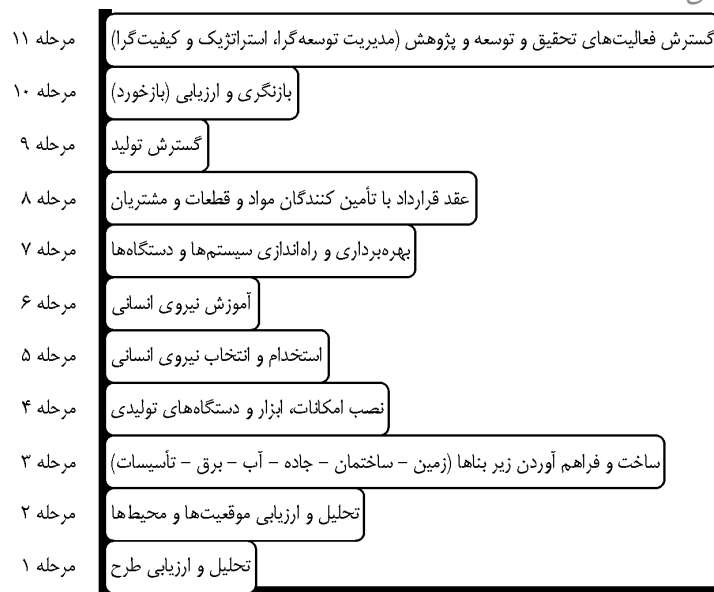 مرحله ۱۱ گسترش فعالیت‌های تحقیق و توسعه و پژوهش (مدیریت توسعه‌گرا، استراتژیک و کیفیت‌گرا)
مرحله ۱۰ بازنگری و ارزیابی (بازخورد)
مرحله ۹ گسترش تولید
مرحله ۸ عقد قرارداد با تأمین کنندگان مواد و قطعات و مشتریان
مرحله ۷ بهره‌برداری و راه‌اندازی سیستم‌ها و دستگاه‌ها
مرحله ۶ آموزش نیروی انسانی
مرحله ۵ استخدام و انتخاب نیروی انسانی
مرحله ۴ نصب امکانات، ابزار و دستگاه‌های تولیدی
مرحله ۳ ساخت و فراهم آوردن زیر بناها (زمین – ساختمان – جاده – آب – برق – تأسیسات)
مرحله ۲ تحلیل و ارزیابی موقعیت‌ها و محیط‌ها
مرحله ۱ تحلیل و ارزیابی طرح